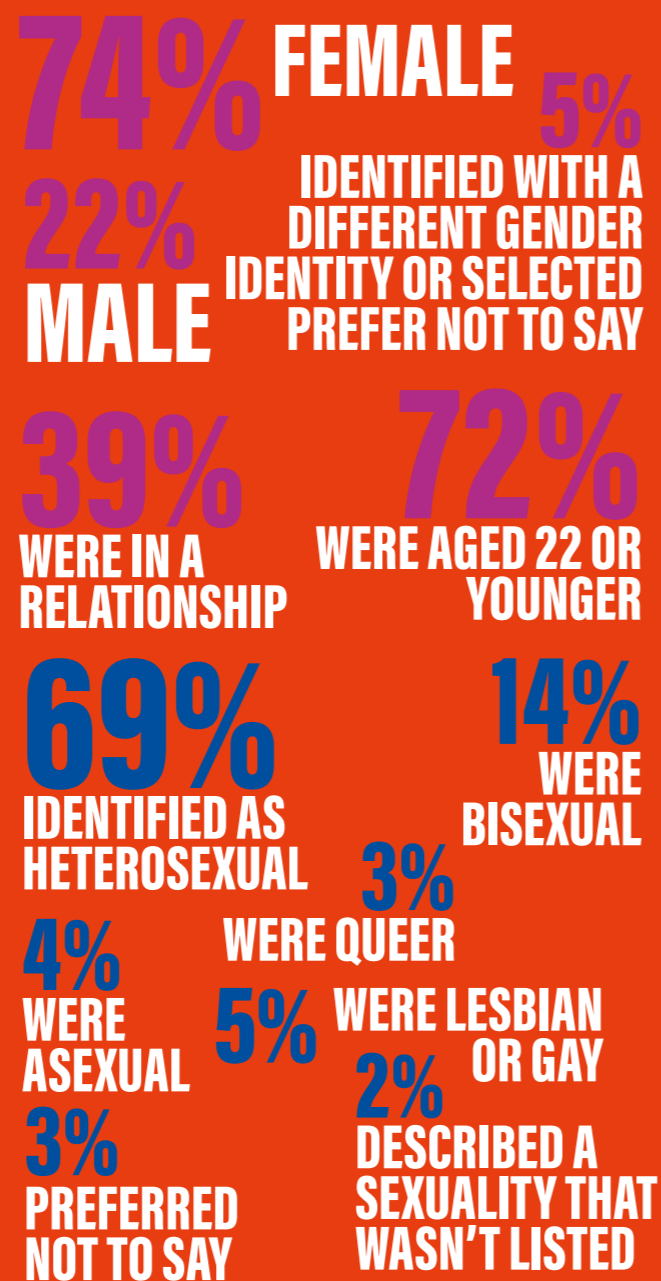 74% FEMALE
5%
IDENTIFIED WITH A
DIFFERENT GENDER
IDENTITY OR SELECTED
PREFER NOT TO SAY
22%
MALE
39%
WERE IN A
RELATIONSHIP
72%
WERE AGED 22 OR
YOUNGER
69%
IDENTIFIED AS
HETEROSEXUAL
14%
WERE
BISEXUAL
3%
WERE QUEER
4%
WERE
ASEXUAL
5% WERE LESBIAN
OR GAY
2%
DESCRIBED A
SEXUALITY THAT
WASN'T LISTED
3%
PREFERRED
NOT TO SAY